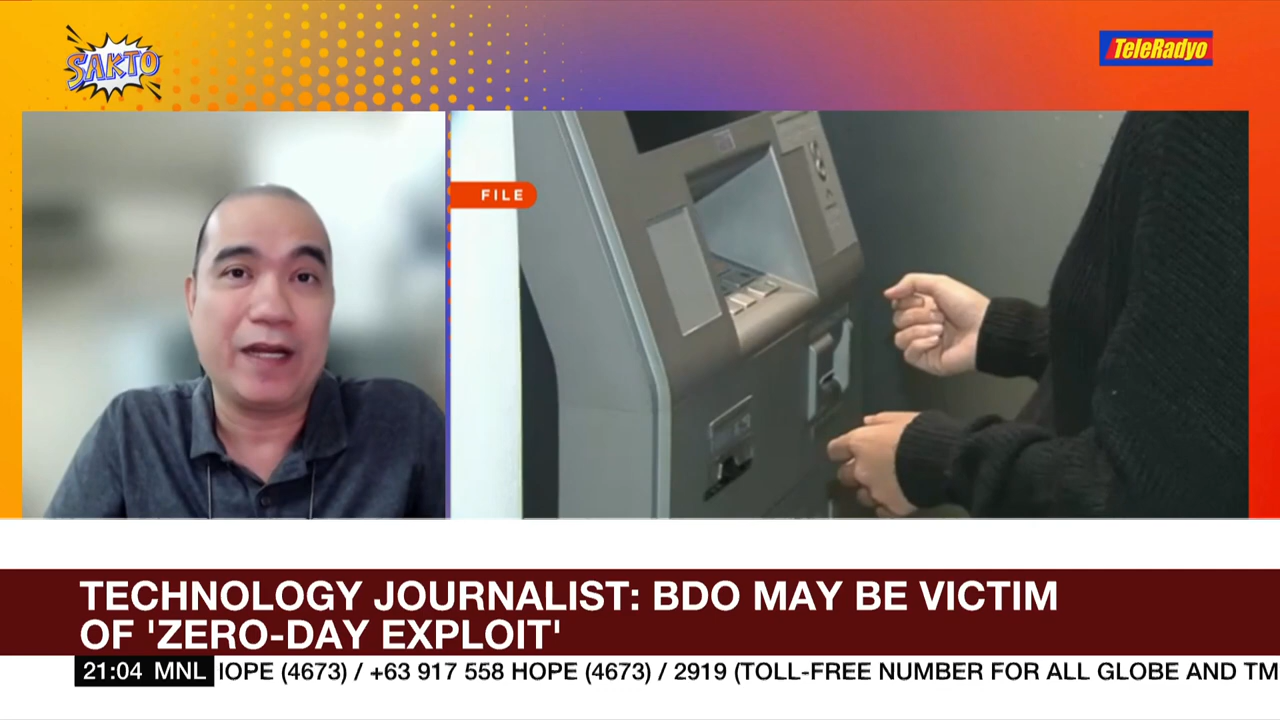 SAKTO
TeleRadyo
FILE
TECHNOLOGY JOURNALIST: BDO MAY BE VICTIM
OF 'ZERO-DAY EXPLOIT'
21:04 MNL IOPE (4673) / +63 917 558 HOPE (4673) / 2919 (TOLL-FREE NUMBER FOR ALL GLOBE AND TM